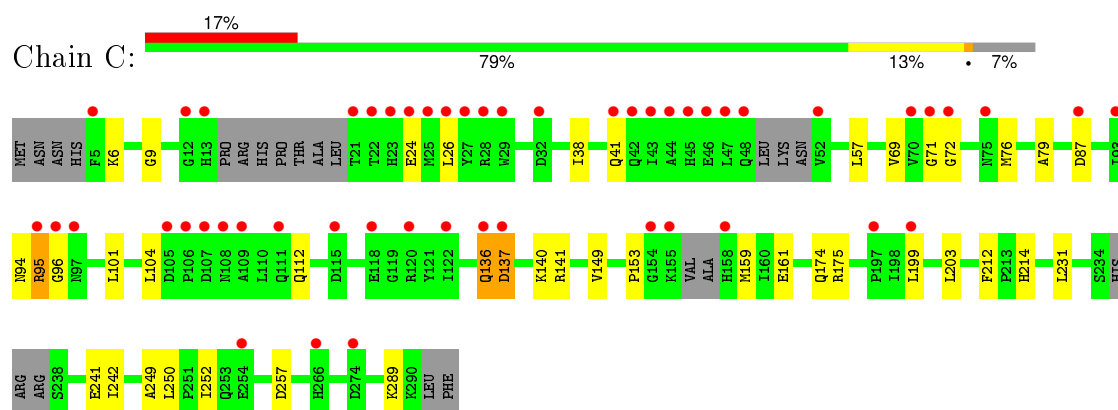 17%
Chain C:
79% 13% • 7%
MET ASN ASN HIS F5 K6 G9 G12 H13 PRO ARG HIS PRO THR ALA LEU T21 T22 H23 E24 M25 L26 Y27 R28 W29 D32 I38 Q41 Q42 I43 A44 H45 E46 L47 Q48 LEU LYS ASN V52 L57 V69 V70 G71 G72 N75 M76 A79 D87 I93
N94 R95 G96 N97 L101 L104 D105 P106 D107 N108 A109 L110 Q111 Q112 D115 E118 G119 R120 Y121 I122 Q136 D137 K140 R141 V149 P153 G154 K155 VAL ALA H158 M159 I160 E161 Q174 R175 P197 I198 L199 L203 F212 P213 H214 L231 S234 HIS
ARG ARG S238 E241 I242 A249 L250 P251 I252 Q253 E254 D257 H266 D274 K289 K290 LEU PHE